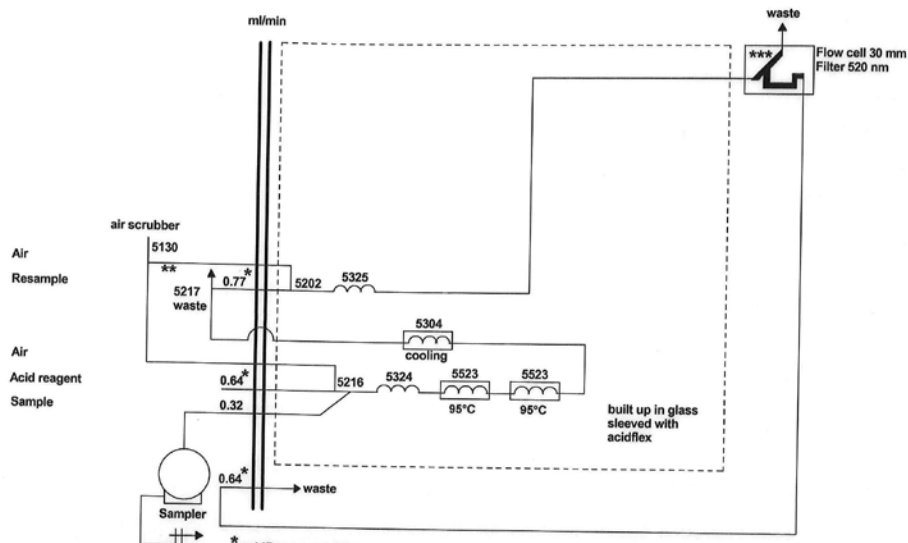 ml/min
waste
***
Flow cell 30 mm
Filter 520 nm
air scrubber
5130
Air
**
0.77*
Resample
5202
5325
5217
waste
5304
cooling
Air
Acid reagent
0.64*
5216
5324
5523
5523
Sample
0.32
95°C
95°C
built up in glass
sleeved with
acidflex
0.64*
waste
Sampler
*